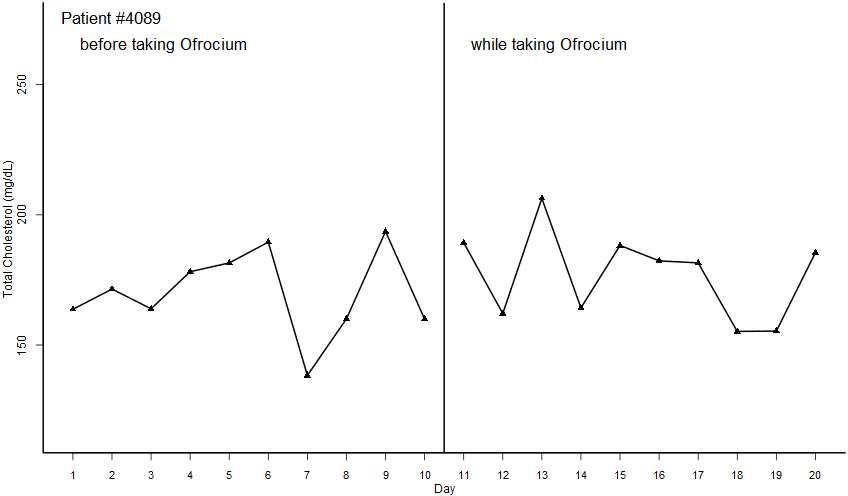 Patient #4089
before taking Ofrocium
while taking Ofrocium
Total Cholesterol (mg/dL)
250
200
150
1 2 3 4 5 6 7 8 9 10 11 12 13 14 15 16 17 18 19 20
Day